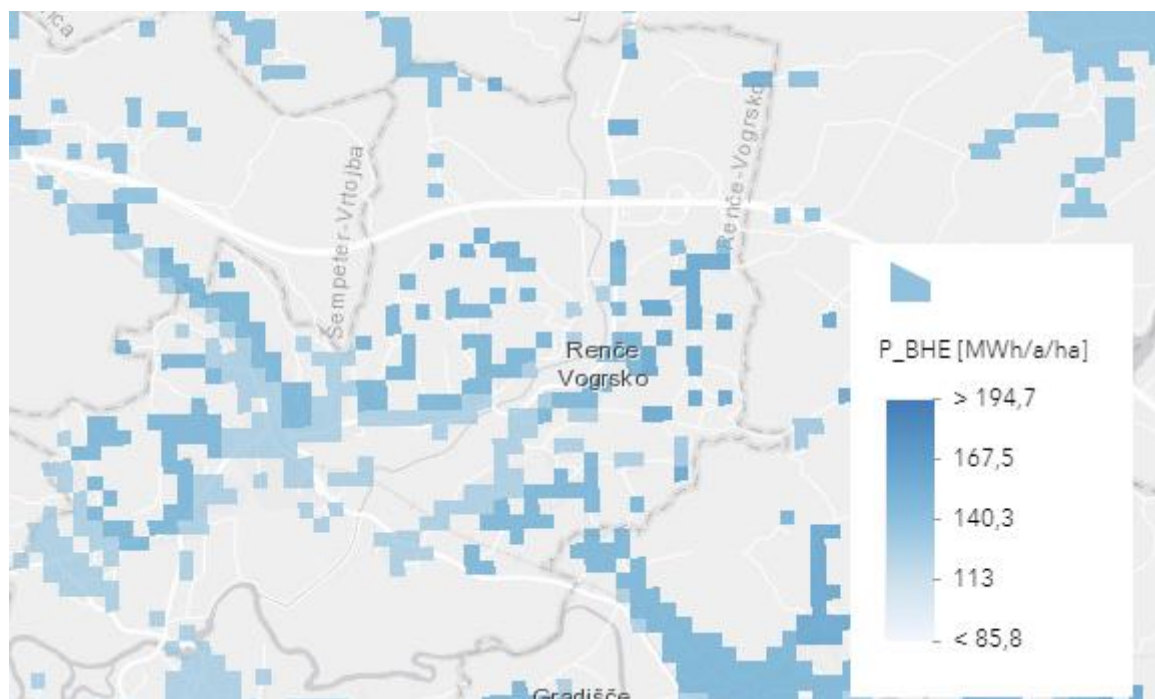 Šempeter-Vrtojba
Renče-Vogrsko
Renče
Vogrsko
Gradišče
P_BHE [MWh/a/ha]
> 194,7
167,5
140,3
113
< 85,8